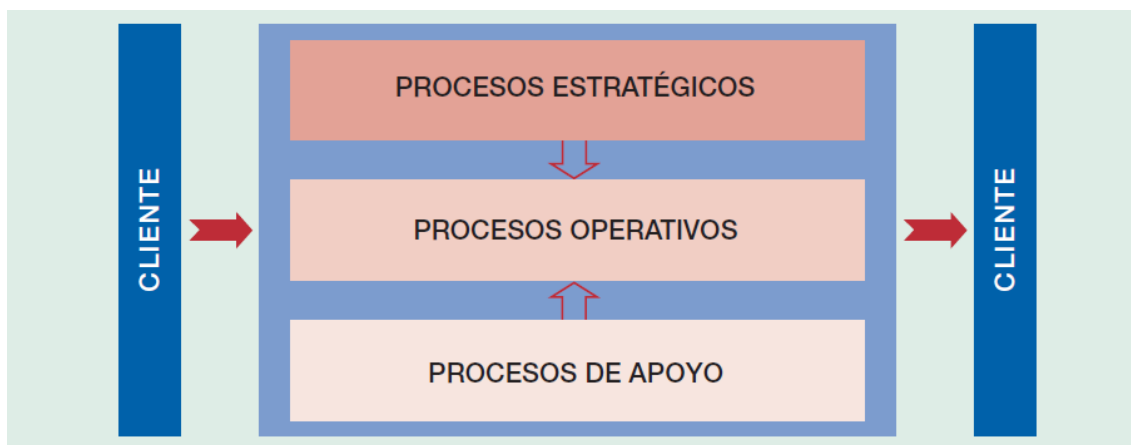 CLIENTE
PROCESOS ESTRATÉGICOS
PROCESOS OPERATIVOS
PROCESOS DE APOYO
CLIENTE